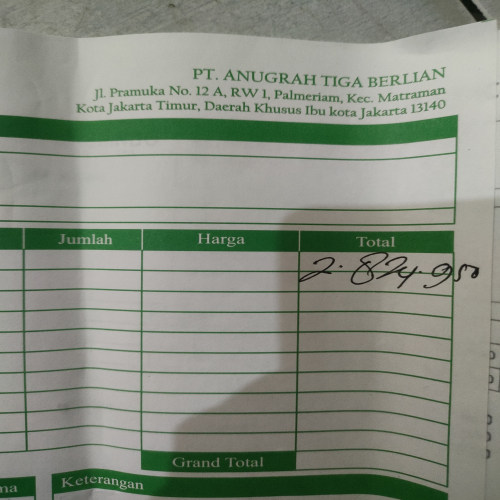 PT. ANUGRAH TIGA BERLIAN
Jl. Pramuka No. 12 A, RW 1, Palmeriam, Kec. Matraman
Kota Jakarta Timur, Daerah Khusus Ibu kota Jakarta 13140
Jumlah Harga Total
2.824.950
Grand Total
na Keterangan